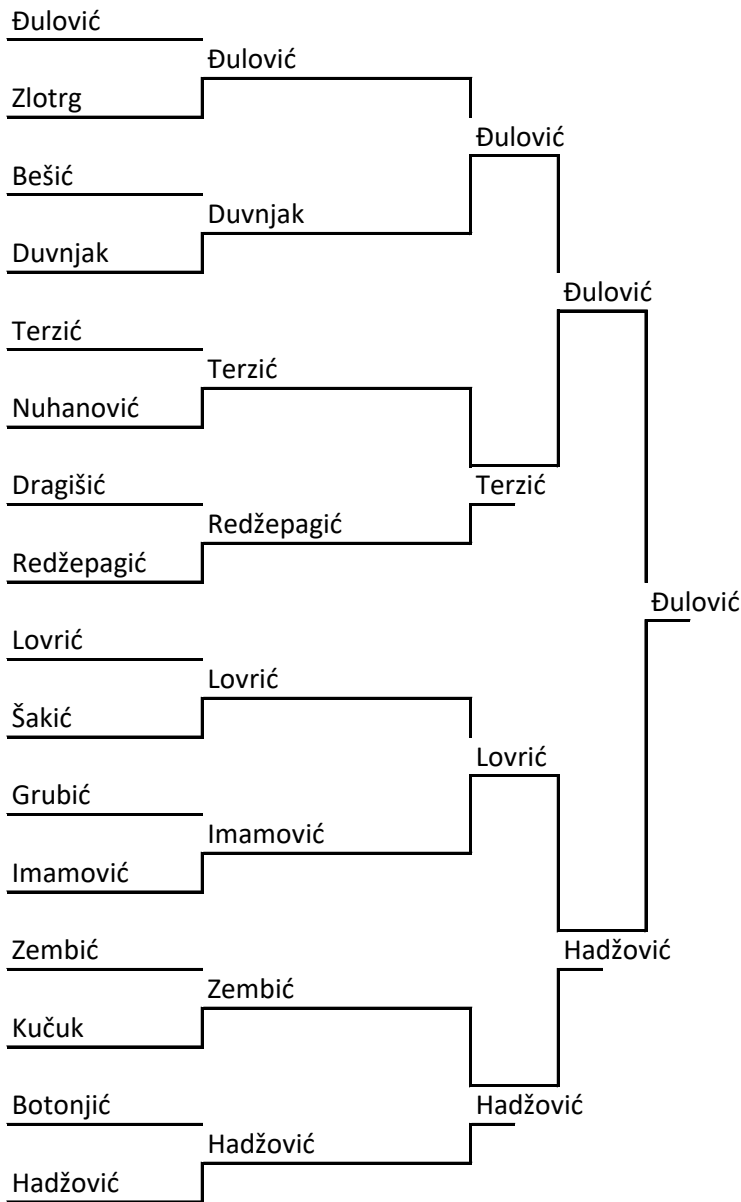 Đulović
Đulović
Zlotrg
Đulović
Bešić
Duvnjak
Duvnjak
Đulović
Terzić
Terzić
Nuhanović
Dragišić
Terzić
Redžepagić
Redžepagić
Đulović
Lovrić
Lovrić
Šakić
Lovrić
Grubić
Imamović
Imamović
Zembić
Hadžović
Zembić
Kučuk
Botonjić
Hadžović
Hadžović
Hadžović